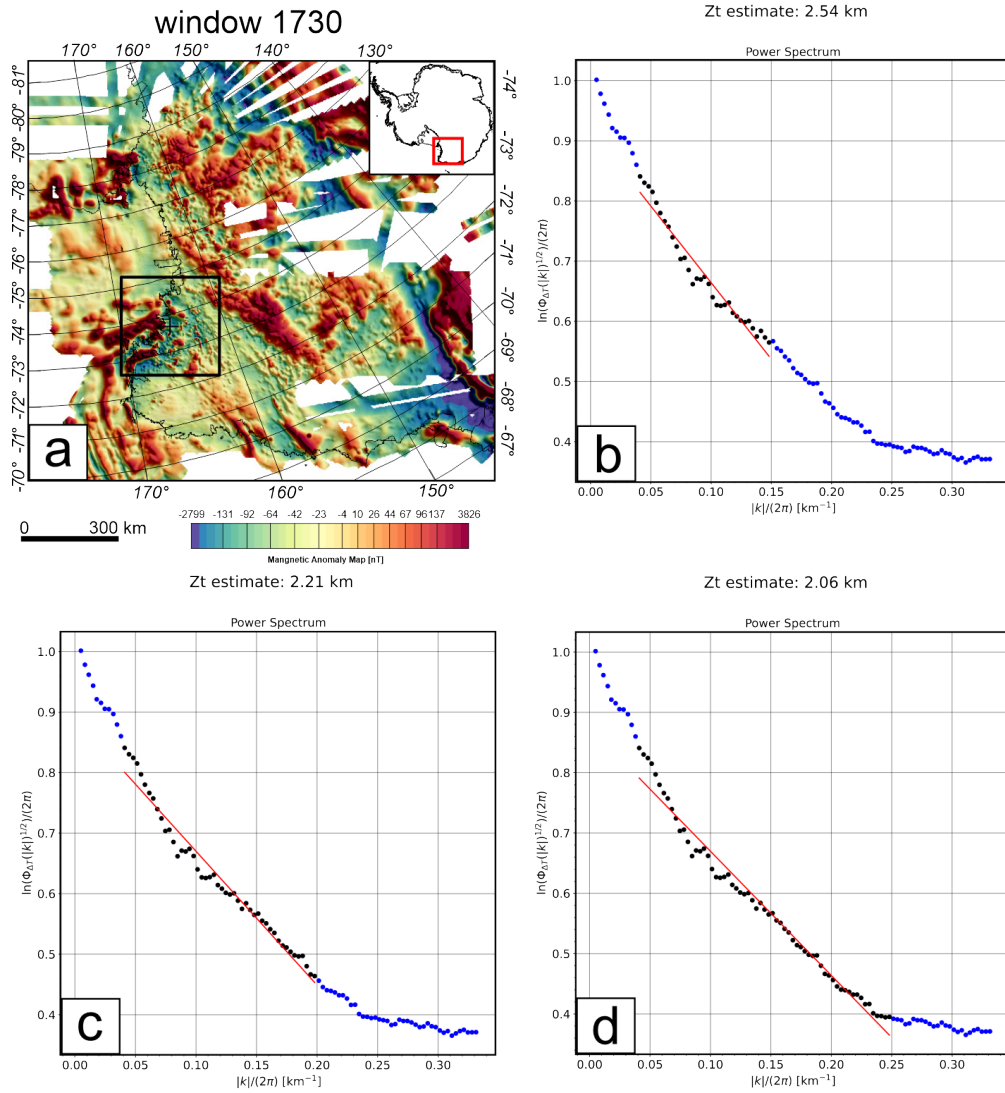 window 1730
170° 160° 150° 140° 130°
-81°
-80°
-79°
-78°
-77°
-76°
-75°
-74°
-73°
-72°
-71°
-70°
-74°
-73°
-72°
-71°
-70°
-69°
-68°
-67°
170° 160° 150°
a
0 300 km
-2799 -131 -92 -64 -42 -23 -4 10 26 44 67 96137 3826
Mangnetic Anomaly Map [nT]
Zt estimate: 2.54 km
Power Spectrum
ln(Φ_ΔT(|k|)^1/2)/(2π)
1.0
0.9
0.8
0.7
0.6
0.5
0.4
b
0.00 0.05 0.10 0.15 0.20 0.25 0.30
|k|/(2π) [km⁻¹]
Zt estimate: 2.21 km
Power Spectrum
ln(Φ_ΔT(|k|)^1/2)/(2π)
1.0
0.9
0.8
0.7
0.6
0.5
0.4
c
0.00 0.05 0.10 0.15 0.20 0.25 0.30
|k|/(2π) [km⁻¹]
Zt estimate: 2.06 km
Power Spectrum
ln(Φ_ΔT(|k|)^1/2)/(2π)
1.0
0.9
0.8
0.7
0.6
0.5
0.4
d
0.00 0.05 0.10 0.15 0.20 0.25 0.30
|k|/(2π) [km⁻¹]